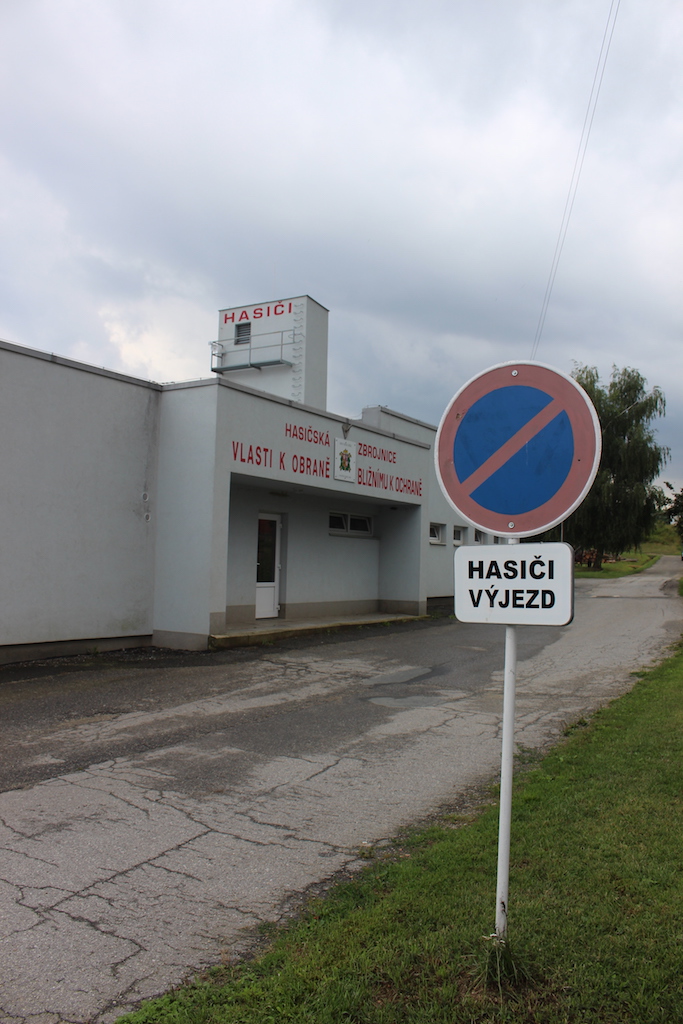 HASIČI
HASIČSKÁ ZBROJNICE
VLASTI K OBRANĚ BLIŽNÍMU K OCHRANĚ
HASIČI
VÝJEZD